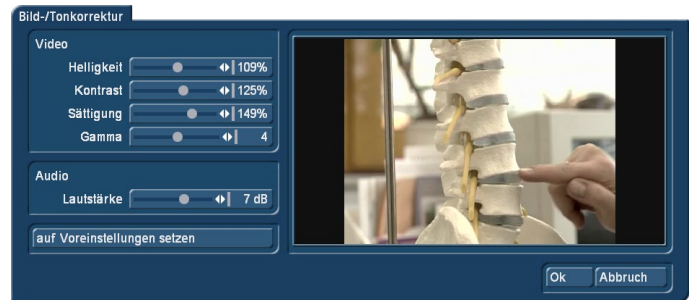 Bild-/Tonkorrektur
Video
Helligkeit 109%
Kontrast 125%
Sättigung 149%
Gamma 4
Audio
Lautstärke 7 dB
auf Voreinstellungen setzen
Ok Abbruch